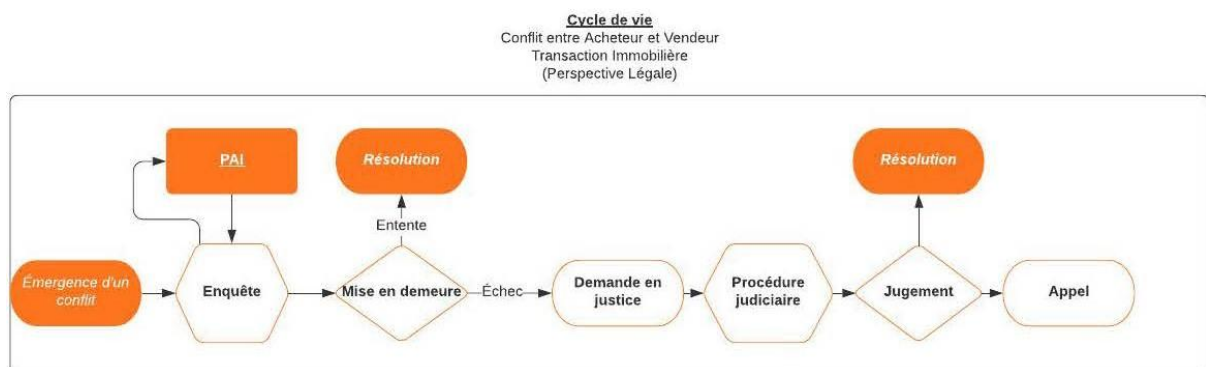 Cycle de vie
Conflit entre Acheteur et Vendeur
Transaction Immobilière
(Perspective Légale)
PAI
Résolution
Résolution
Entente
Émergence d'un
conflit
Enquête
Mise en demeure
Échec
Demande en
justice
Procédure
judiciaire
Jugement
Appel